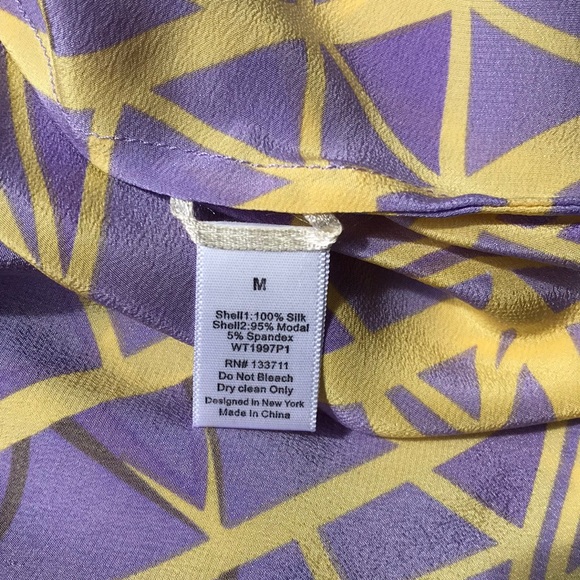 M
Shell1:100% Silk
Shell2:95% Modal
5% Spandex
WT1997P1
RN# 133711
Do Not Bleach
Dry clean Only
Designed in New York
Made in China